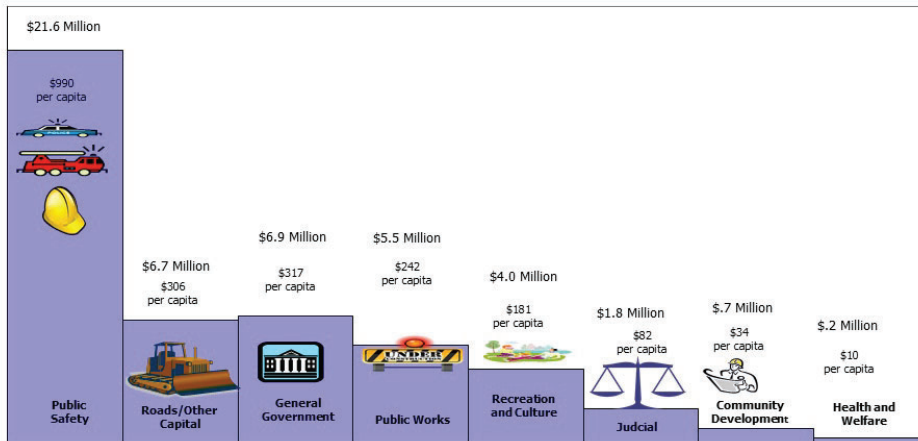 $21.6 Million
$990
per capita
POLICE
Public
Safety
$6.7 Million
$306
per capita
Roads/Other
Capital
$6.9 Million
$317
per capita
General
Government
$5.5 Million
$242
per capita
UNDER
CONSTRUCTION
Public Works
$4.0 Million
$181
per capita
Recreation
and Culture
$1.8 Million
$82
per capita
Judicial
$.7 Million
$34
per capita
Community
Development
$.2 Million
$10
per capita
Health and
Welfare